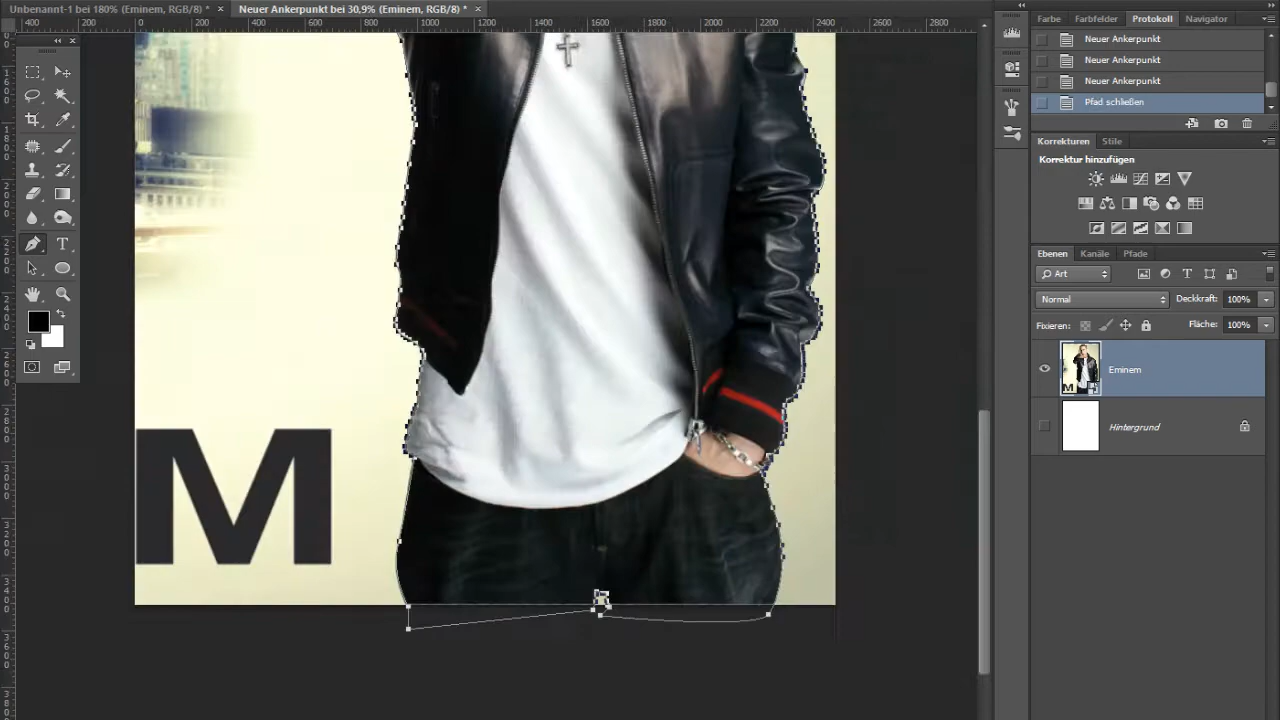 Unbenannt-1 bei 180% (Eminem, RGB/8) * ×
Neuer Ankerpunkt bei 30,9% (Eminem, RGB/8) * ×
400 200 0 200 400 600 800 1000 1200 1400 1600 1800 2000 2200 2400 2600 2800
Farbe Farbfelder Protokoll Navigator
Neuer Ankerpunkt
Neuer Ankerpunkt
Neuer Ankerpunkt
Pfad schließen
Korrekturen Stile
Korrektur hinzufügen
Ebenen Kanäle Pfade
Art
Normal Deckkraft: 100%
Fixieren: Fläche: 100%
Eminem
Hintergrund
M